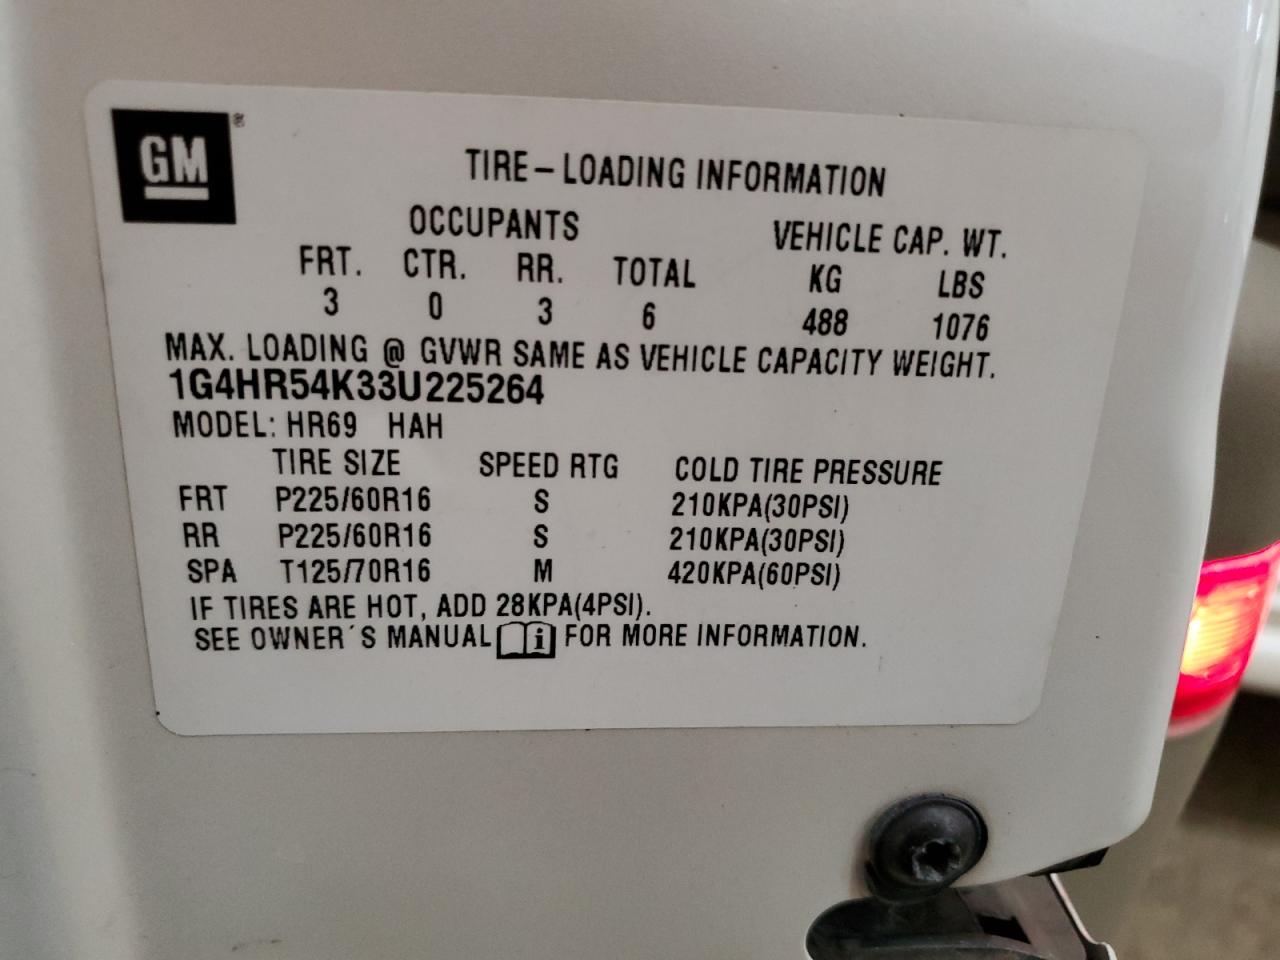 GM®
TIRE–LOADING INFORMATION
OCCUPANTS VEHICLE CAP. WT.
FRT. CTR. RR. TOTAL KG LBS
3 0 3 6 488 1076
MAX. LOADING @ GVWR SAME AS VEHICLE CAPACITY WEIGHT.
1G4HR54K33U225264
MODEL: HR69 HAH
TIRE SIZE SPEED RTG COLD TIRE PRESSURE
FRT P225/60R16 S 210KPA(30PSI)
RR P225/60R16 S 210KPA(30PSI)
SPA T125/70R16 M 420KPA(60PSI)
IF TIRES ARE HOT, ADD 28KPA(4PSI).
SEE OWNER´S MANUAL i FOR MORE INFORMATION.